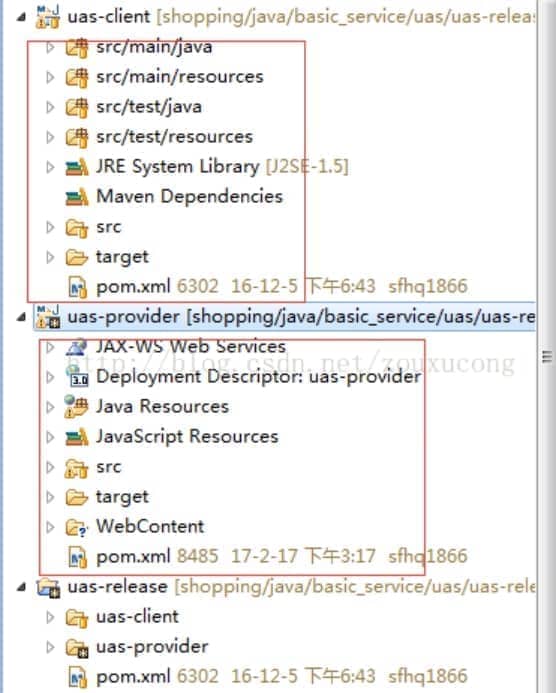 uas-client [shopping/java/basic_service/uas/uas-relea
src/main/java
src/main/resources
src/test/java
src/test/resources
JRE System Library [J2SE-1.5]
Maven Dependencies
src
target
pom.xml 6302 16-12-5 下午6:43 sfhq1866
uas-provider [shopping/java/basic_service/uas/uas-re
JAX-WS Web Services
http://blog.csdn.net/zouxucong
3.0 Deployment Descriptor: uas-provider
Java Resources
JavaScript Resources
src
target
WebContent
pom.xml 8485 17-2-17 下午3:17 sfhq1866
uas-release [shopping/java/basic_service/uas/uas-rele
uas-client
uas-provider
pom.xml 6302 16-12-5 下午6:43 sfhq1866